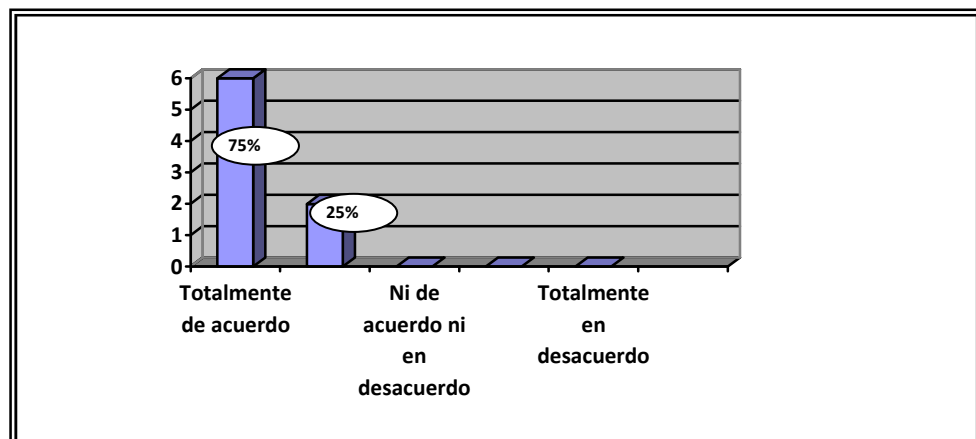 6
5
4
3
2
1
0
75%
25%
Totalmente
de acuerdo
Ni de
acuerdo ni
en
desacuerdo
Totalmente
en
desacuerdo